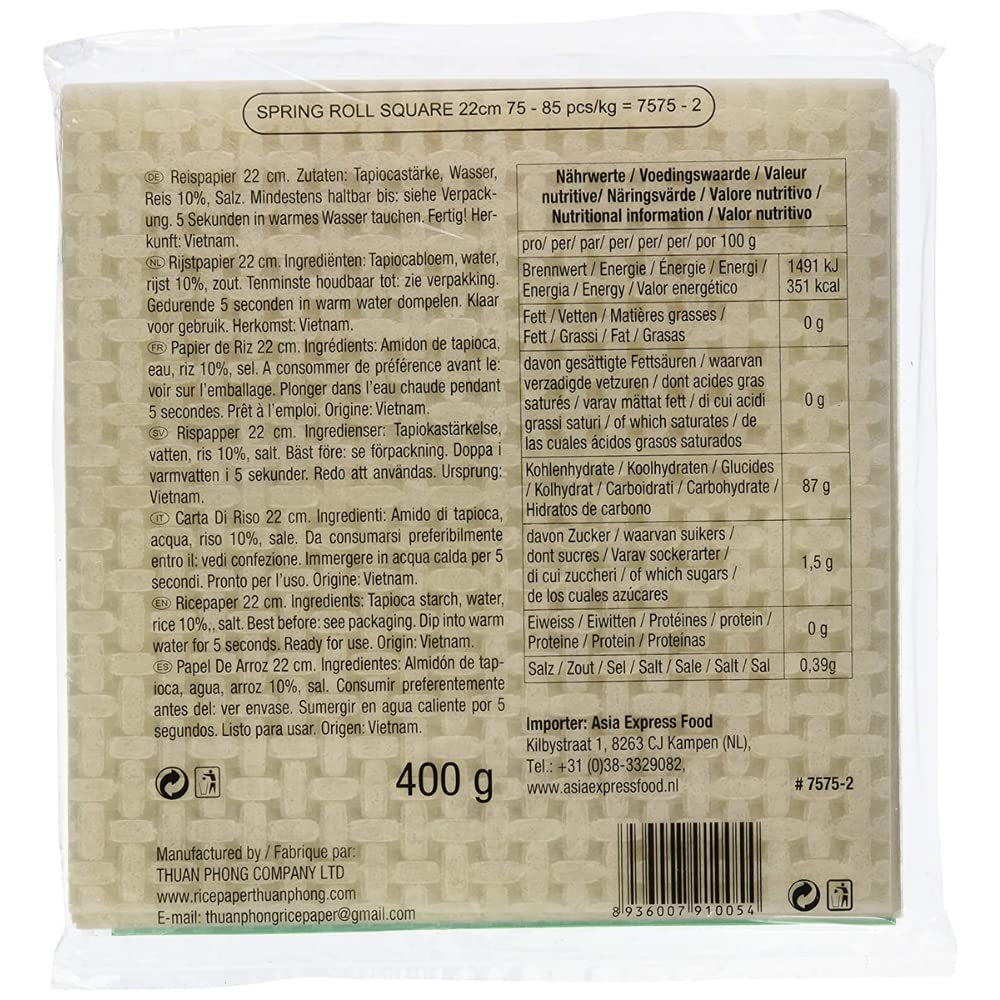 SPRING ROLL SQUARE 22cm 75 - 85 pcs/kg = 7575 - 2
DE Reispapier 22 cm. Zutaten: Tapiocastärke, Wasser,
Reis 10%, Salz. Mindestens haltbar bis: siehe Verpack-
ung. 5 Sekunden in warmes Wasser tauchen. Fertig! Her-
kunft: Vietnam.
NL Rijstpapier 22 cm. Ingrediënten: Tapiocabloem, water,
rijst 10%, zout. Tenminste houdbaar tot: zie verpakking.
Gedurende 5 seconden in warm water dompelen. Klaar
voor gebruik. Herkomst: Vietnam.
FR Papier de Riz 22 cm. Ingrédients: Amidon de tapioca,
eau, riz 10%, sel. A consommer de préférence avant le:
voir sur l'emballage. Plonger dans l'eau chaude pendant
5 secondes. Prêt à l'emploi. Origine: Vietnam.
SV Rispapper 22 cm. Ingredienser: Tapiokastärkelse,
vatten, ris 10%, salt. Bäst före: se förpackning. Doppa i
varmvatten i 5 sekunder. Redo att användas. Ursprung:
Vietnam.
IT Carta Di Riso 22 cm. Ingredienti: Amido di tapioca,
acqua, riso 10%, sale. Da consumarsi preferibilmente
entro il: vedi confezione. Immergere in acqua calda per 5
secondi. Pronto per l'uso. Origine: Vietnam.
EN Ricepaper 22 cm. Ingredients: Tapioca starch, water,
rice 10%,, salt. Best before: see packaging. Dip into warm
water for 5 seconds. Ready for use. Origin: Vietnam.
ES Papel De Arroz 22 cm. Ingredientes: Almidón de tap-
ioca, agua, arroz 10%, sal. Consumir preferentemente
antes del: ver envase. Sumergir en agua caliente por 5
segundos. Listo para usar. Origen: Vietnam.
400 g
Manufactured by / Fabrique par:
THUAN PHONG COMPANY LTD
www.ricepaperthuanphong.com
E-mail: thuanphongricepaper@gmail.com
Nährwerte / Voedingswaarde / Valeur
nutritive/ Näringsvärde / Valore nutritivo /
Nutritional information / Valor nutritivo
pro/ per/ par/ per/ per/ per/ por 100 g
Brennwert / Energie / Énergie / Energi / 1491 kJ
Energia / Energy / Valor energético 351 kcal
Fett / Vetten / Matières grasses /
Fett / Grassi / Fat / Grasas 0 g
davon gesättigte Fettsäuren / waarvan
verzadigde vetzuren / dont acides gras
saturés / varav mättat fett / di cui acidi 0 g
grassi saturi / of which saturates / de
las cuales ácidos grasos saturados
Kohlenhydrate / Koolhydraten / Glucides
/ Kolhydrat / Carboidrati / Carbohydrate / 87 g
Hidratos de carbono
davon Zucker / waarvan suikers /
dont sucres / Varav sockerarter / 1,5 g
di cui zuccheri / of which sugars /
de los cuales azúcares
Eiweiss / Eiwitten / Protéines / protein / 0 g
Proteine / Protein / Proteínas
Salz / Zout / Sel / Salt / Sale / Salt / Sal 0,39g
Importer: Asia Express Food
Kilbystraat 1, 8263 CJ Kampen (NL),
Tel.: +31 (0)38-3329082,
www.asiaexpressfood.nl # 7575-2
8 936007 910054